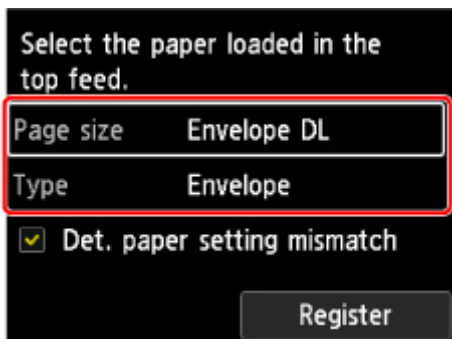 Select the paper loaded in the
top feed.
Page size Envelope DL
Type Envelope
Det. paper setting mismatch
Register